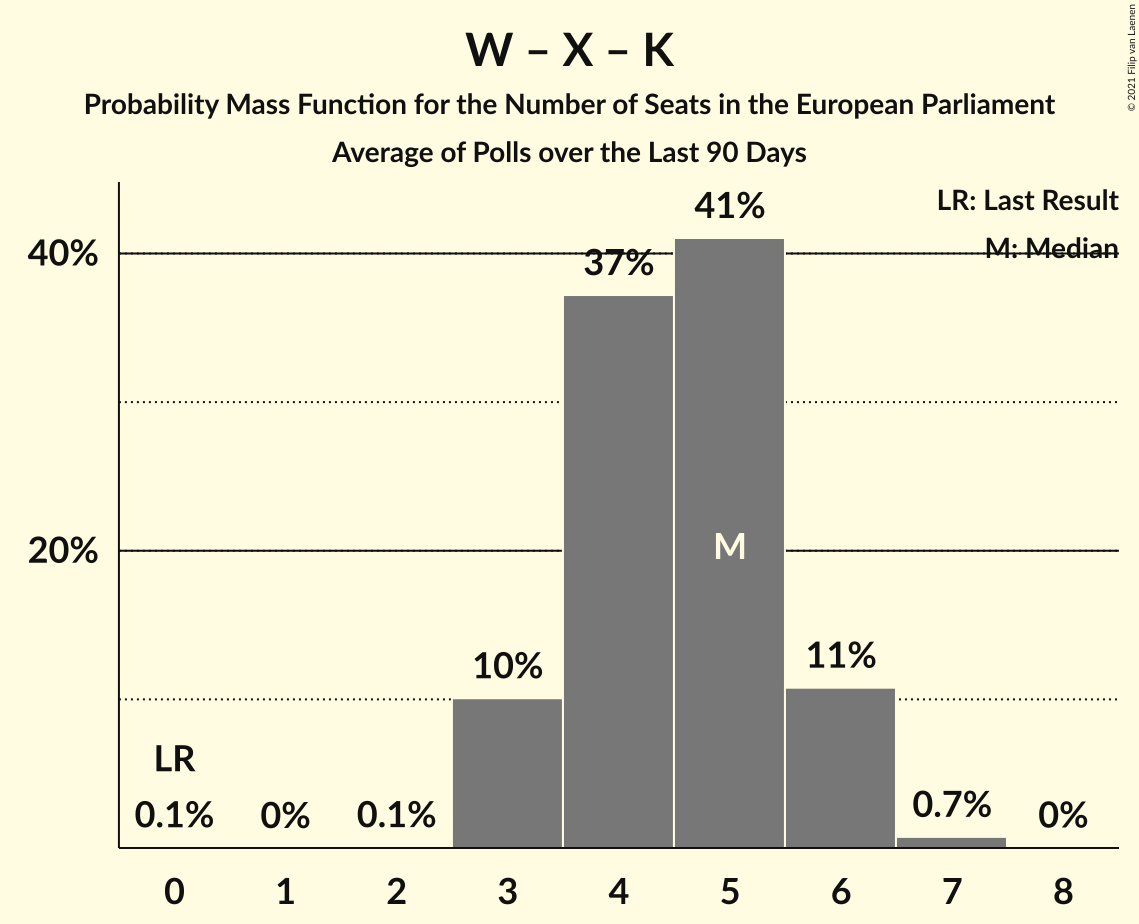 W – X – K
Probability Mass Function for the Number of Seats in the European Parliament
Average of Polls over the Last 90 Days
© 2021 Filip van Laenen
LR: Last Result
M: Median
40%
20%
41%
37%
M
10%
11%
LR
0.1%
0%
0.1%
0.7%
0%
0
1
2
3
4
5
6
7
8